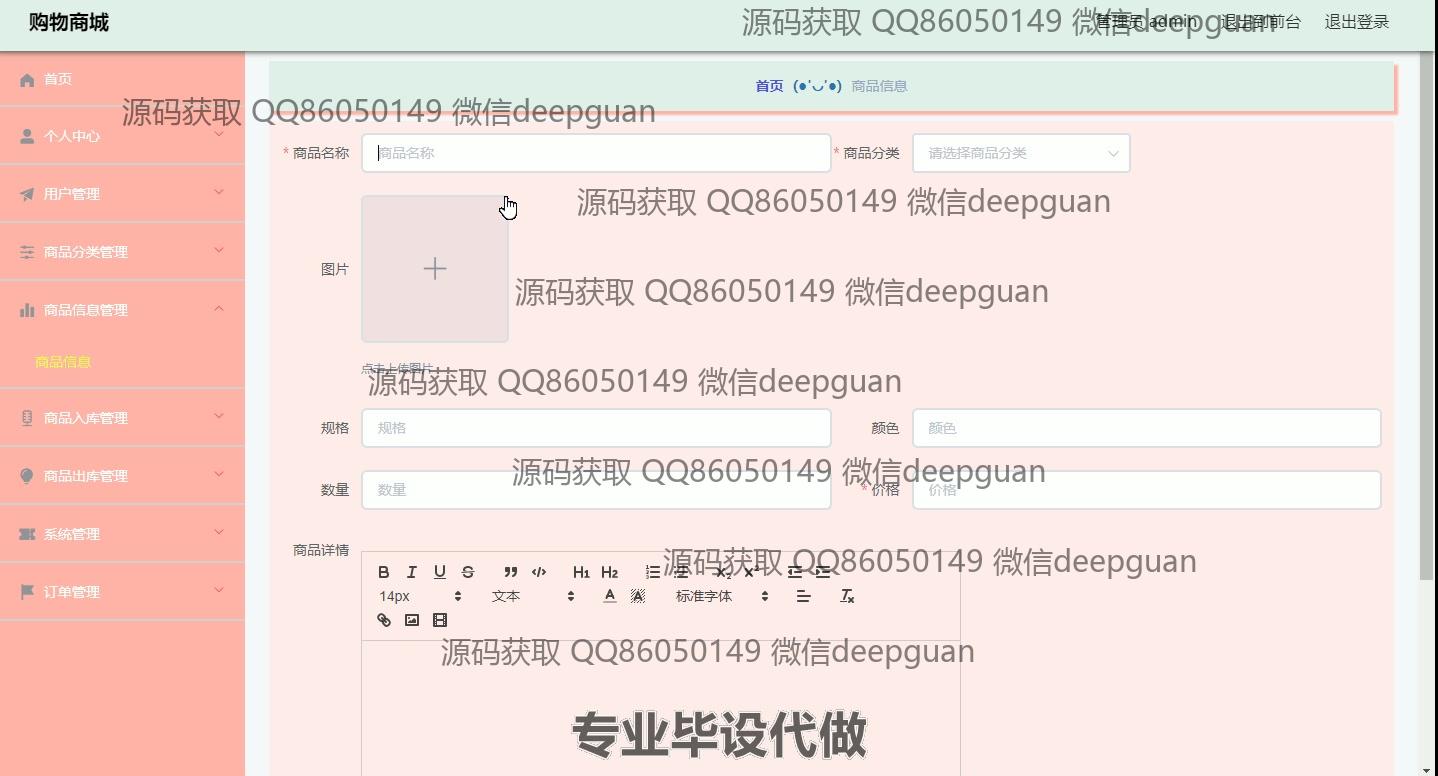 购物商城
管理员 admin 退出到前台 退出登录
源码获取 QQ86050149 微信deepguan
首页
首页 (●'◡'●) 商品信息
源码获取 QQ86050149 微信deepguan
个人中心
* 商品名称 商品名称 * 商品分类 请选择商品分类
用户管理
源码获取 QQ86050149 微信deepguan
商品分类管理
图片
源码获取 QQ86050149 微信deepguan
商品信息管理
商品信息
点击上传图片
源码获取 QQ86050149 微信deepguan
商品入库管理
规格 规格 颜色 颜色
商品出库管理
源码获取 QQ86050149 微信deepguan
数量 数量 * 价格 价格
系统管理
商品详情
源码获取 QQ86050149 微信deepguan
B I U S H1 H2 X2 X2
订单管理
14px 文本 A A 标准字体 Tx
源码获取 QQ86050149 微信deepguan
专业毕设代做